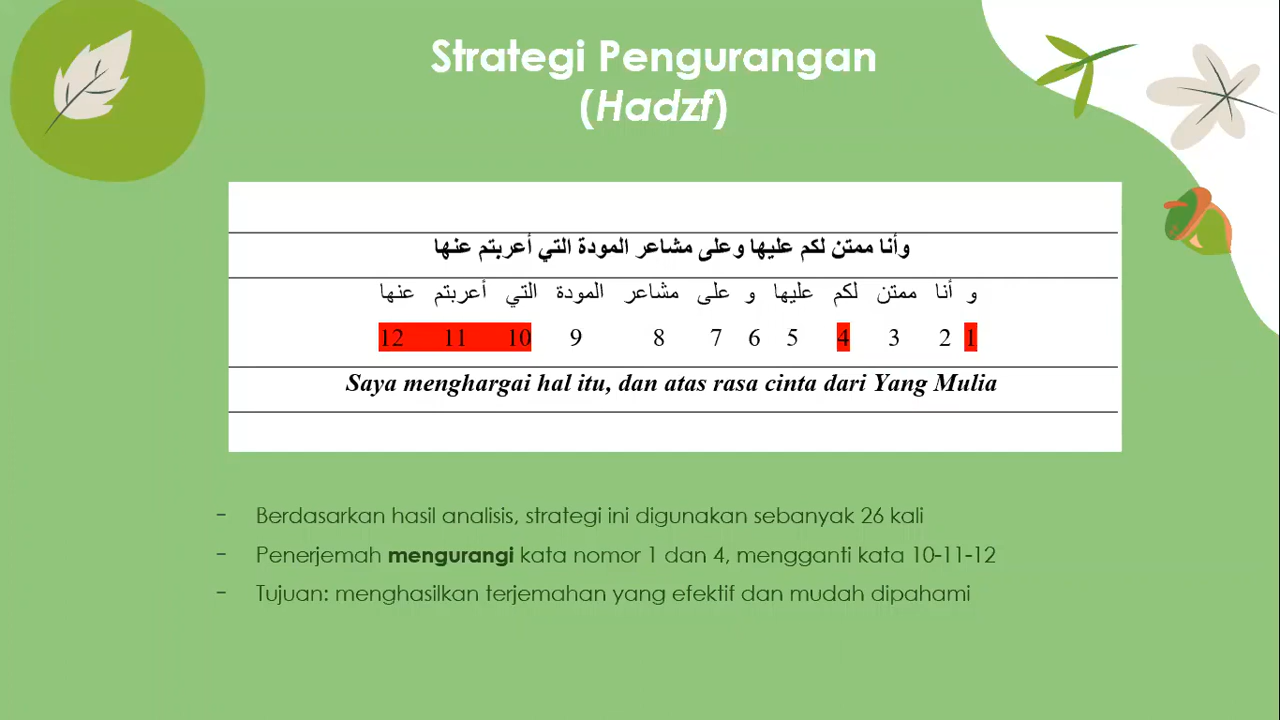 Strategi Pengurangan
(Hadzf)
وأنا ممتن لكم عليها وعلى مشاعر المودة التي أعربتم عنها
و أنا ممتن لكم عليها و على مشاعر المودة التي أعربتم عنها
12 11 10 9 8 7 6 5 4 3 2 1
Saya menghargai hal itu, dan atas rasa cinta dari Yang Mulia
- Berdasarkan hasil analisis, strategi ini digunakan sebanyak 26 kali
- Penerjemah mengurangi kata nomor 1 dan 4, mengganti kata 10-11-12
- Tujuan: menghasilkan terjemahan yang efektif dan mudah dipahami